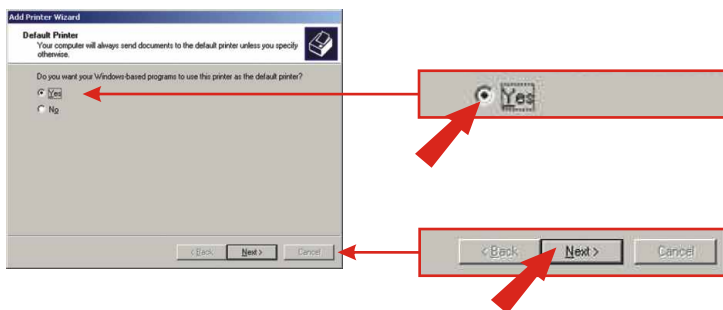 Add Printer Wizard
Default Printer
Your computer will always send documents to the default printer unless you specify
otherwise.
Do you want your Windows-based programs to use this printer as the default printer?
Yes
No
< Back
Next >
Cancel
Yes
< Back
Next >
Cancel